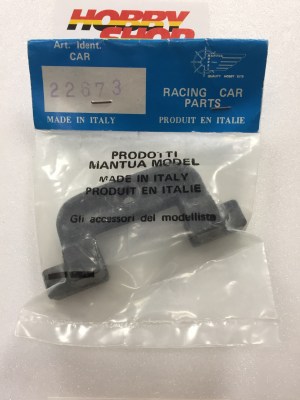 HOBBY
SHOP
Art. Ident.
CAR
22673
RACING CAR
PARTS
MADE IN ITALY
PRODUIT EN ITALIE
PRODOTTI
MANTUA MODEL
MADE IN ITALY
PRODUIT EN ITALIE
Gli accessori del modellista